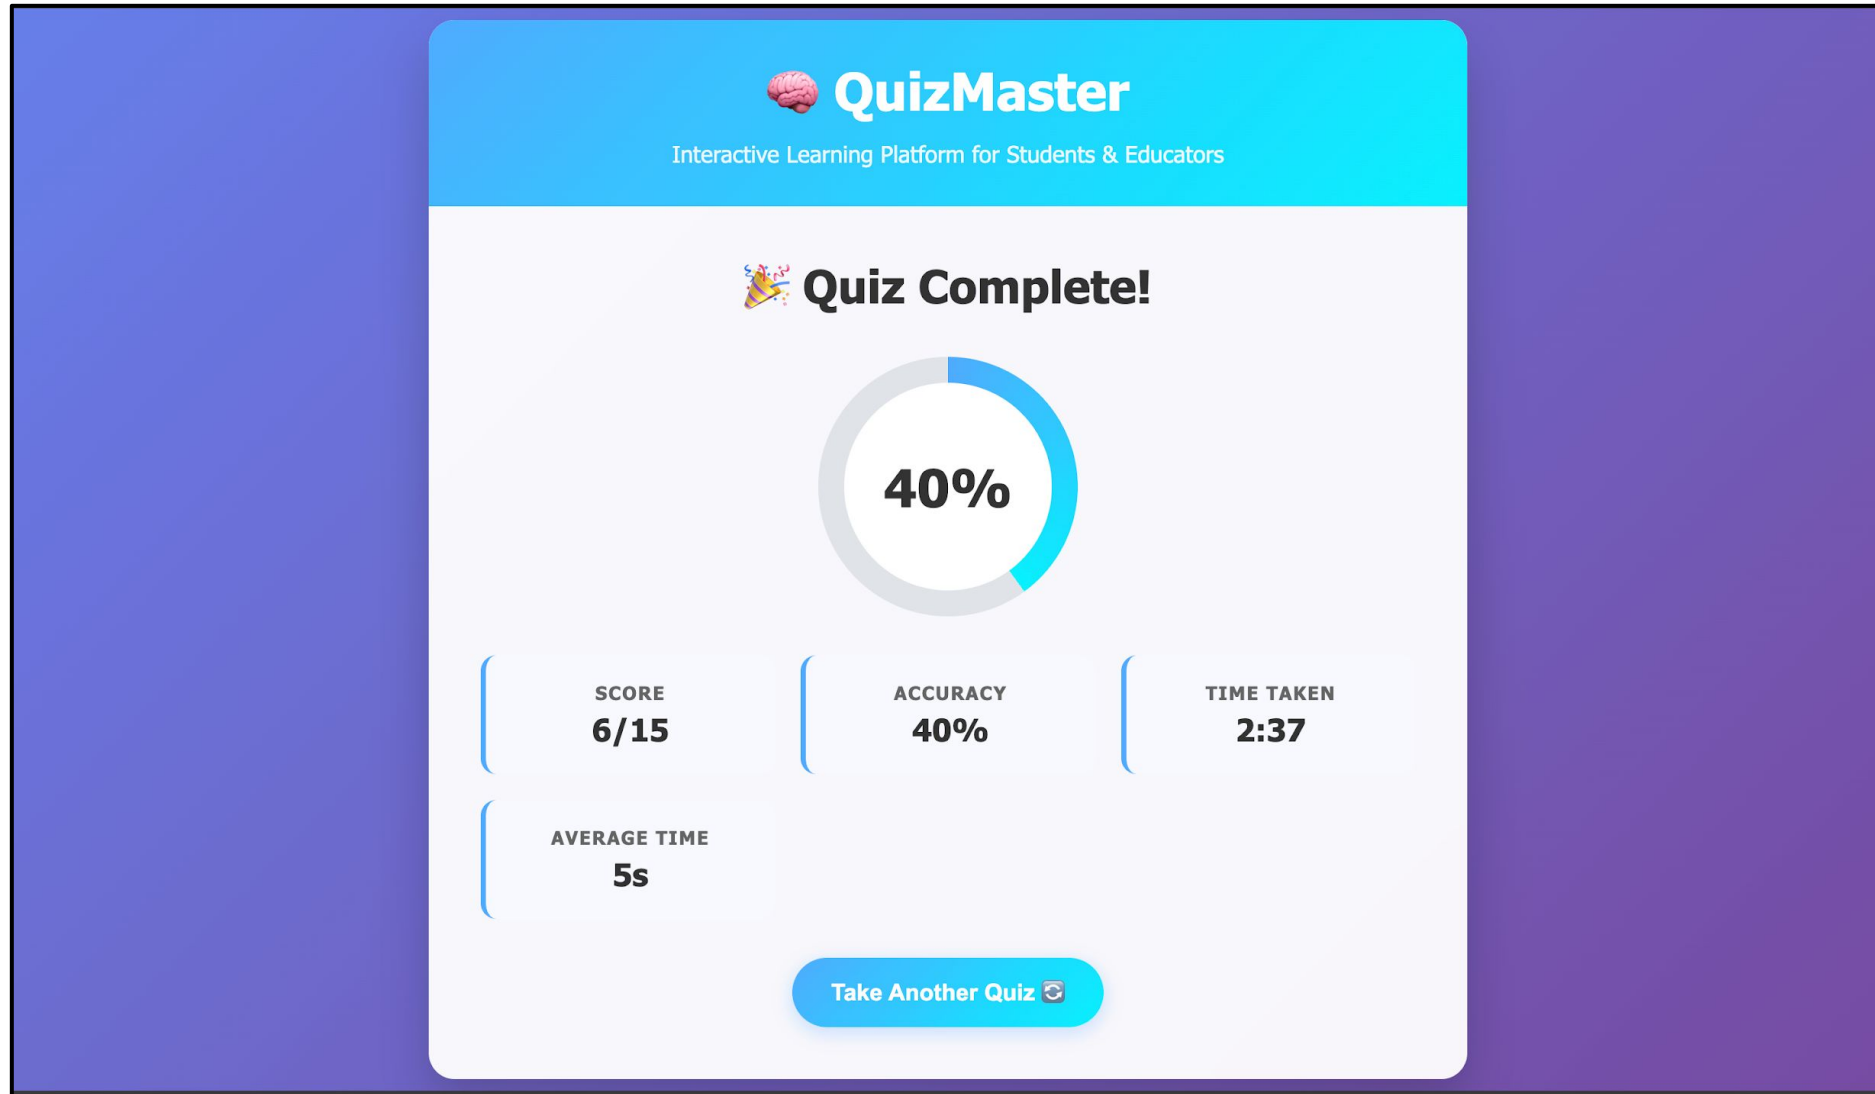 QuizMaster
Interactive Learning Platform for Students & Educators
Quiz Complete!
40%
SCORE
6/15
ACCURACY
40%
TIME TAKEN
2:37
AVERAGE TIME
5s
Take Another Quiz